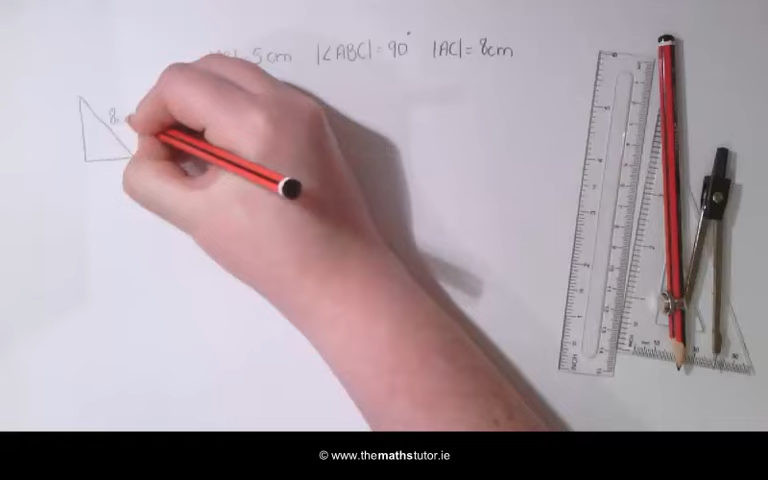 5cm |∠ABC| = 90° |AC| = 8cm
8
© www.themathstutor.ie